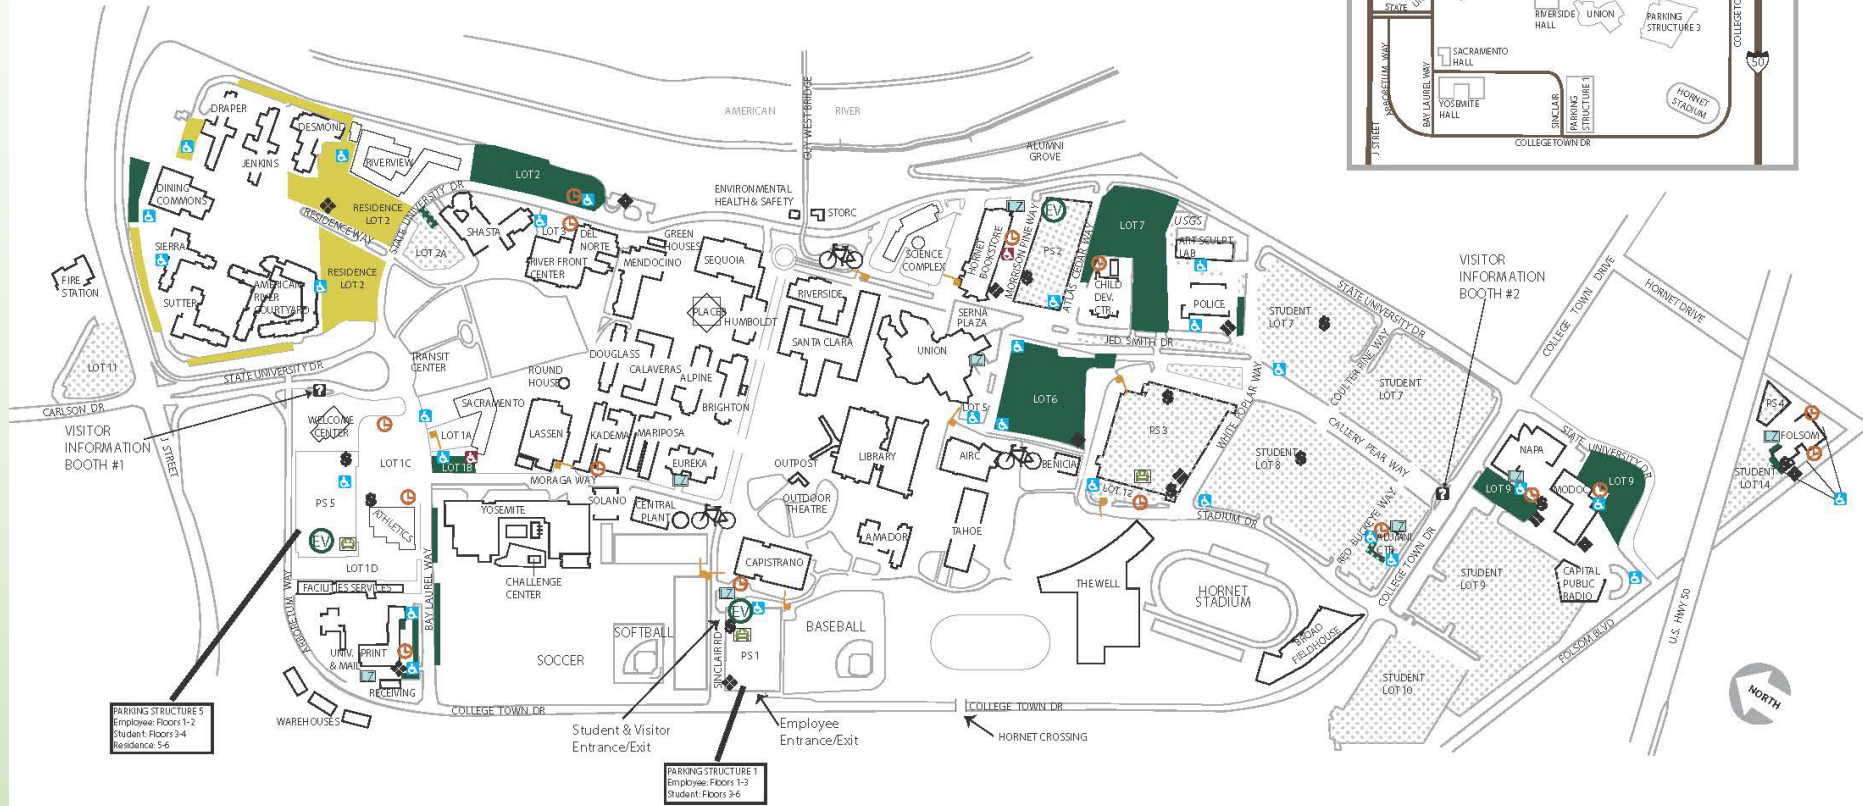 STATE
RIVERSIDE
HALL
UNION
PARKING
STRUCTURE 3
50
SACRAMENTO
HALL
ARBORETUM WAY
BAY LAUREL WAY
YOSEMITE
HALL
SINCLAIR
PARKING
STRUCTURE 1
HORNET
STADIUM
J STREET
COLLEGE TOWN DR
AMERICAN RIVER
GUY WEST BRIDGE
ALUMNI
GROVE
DRAPER
DESMOND
JENKINS
RIVERVIEW
DINING
COMMONS
RESIDENCE
LOT 2
RESIDENCE WAY
STATE UNIVERSITY DR
LOT 2
SHASTA
LOT 2A
LOT 3
DEL
NORTE
RIVER FRONT
CENTER
GREEN
HOUSES
MENDOCINO
SEQUOIA
ENVIRONMENTAL
HEALTH & SAFETY
STORC
SCIENCE
COMPLEX
HORNET
BOOKSTORE
MORRISON PINE WAY
EV
PS 2
ATLAS CEDAR WAY
LOT 7
USGS
ART SCULPT
LAB
CHILD
DEV.
CTR
POLICE
STUDENT
LOT 7
STATE UNIVERSITY DR
VISITOR
INFORMATION
BOOTH #2
COLLEGE TOWN DRIVE
HORNET DRIVE
FIRE
STATION
SIERRA
SUTTER
AMERICAN
RIVER
COURTYARD
RESIDENCE
LOT 2
LOT 11
STATE UNIVERSITY DR
CARLSON DR
J STREET
VISITOR
INFORMATION
BOOTH #1
TRANSIT
CENTER
WELCOME
CENTER
LOT 1C
SACRAMENTO
LOT 1A
LOT 1B
ROUND
HOUSE
DOUGLASS
CALAVERAS
ALPINE
BRIGHTON
PLACER
HUMBOLDT
RIVERSIDE
SANTA CLARA
UNION
SERNA
PLAZA
JED SMITH DR
COULTER PINE WAY
STUDENT
LOT 7
WHITE POPLAR WAY
CALLERY PEAR WAY
LOT 5
LOT 6
PS 3
STUDENT
LOT 8
LASSEN
KADEMA
MARIPOSA
EUREKA
MORAGA WAY
OUTPOST
LIBRARY
AIRC
BENICIA
LOT 12
STADIUM DR
OUTDOOR
THEATRE
AMADOR
TAHOE
PS 5
EV
ATHLETICS
LOT 1D
YOSEMITE
SOLANO
CENTRAL
PLANT
CHALLENGE
CENTER
CAPISTRANO
THE WELL
HORNET
STADIUM
RED BUCKEYE WAY
ALUMNI
CTR
COLLEGE TOWN DR
NAPA
LOT 9
MODOC
LOT 9
STATE UNIVERSITY DR
PS 4
FOLSOM
STUDENT
LOT 14
STUDENT
LOT 9
CAPITAL
PUBLIC
RADIO
FOLSOM BLVD
U.S. HWY 50
FACILITIES SERVICES
ARBORETUM WAY
BAY LAUREL WAY
UNIV. PRINT
& MAIL
RECEIVING
WAREHOUSES
SOCCER
SOFTBALL
SINCLAIR RD
EV
PS 1
BASEBALL
BROAD
FIELDHOUSE
STUDENT
LOT 10
NORTH
COLLEGE TOWN DR
COLLEGE TOWN DR
HORNET CROSSING
Student & Visitor
Entrance/Exit
Employee
Entrance/Exit
PARKING STRUCTURE 5
Employee: Floors 1-2
Student: Floors 3-4
Residence: 5-6
PARKING STRUCTURE 1
Employee: Floors 1-3
Student: Floors 3-6